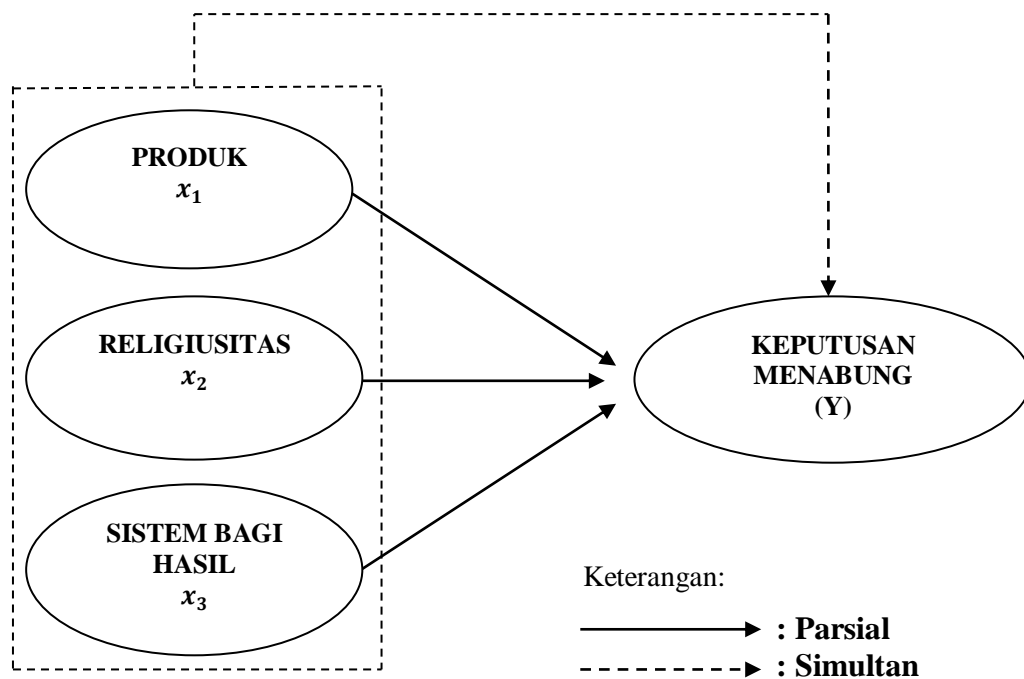 PRODUK
x₁
RELIGIUSITAS
x₂
SISTEM BAGI
HASIL
x₃
KEPUTUSAN
MENABUNG
(Y)
Keterangan:
: Parsial
: Simultan